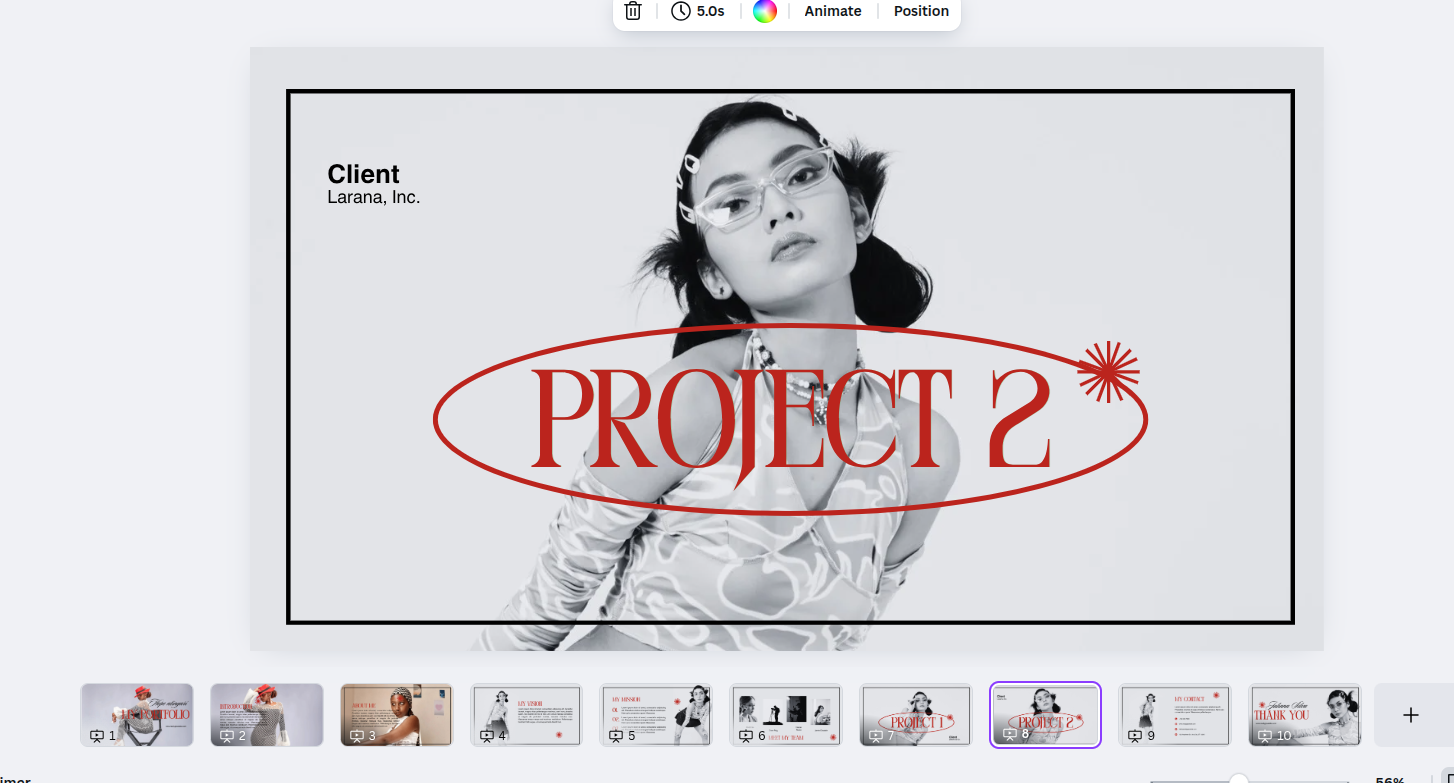 5.0s
Animate
Position
Client
Larana, Inc.
PROJECT 2
MY PORTFOLIO
1
INTRODUCTION
2
ABOUT ME
3
MY VISION
4
MY MISSION
5
MEET MY TEAM
6
PROJECT 1
7
PROJECT 2
8
MY CONTACT
9
THANK YOU
10
+
imer
56%